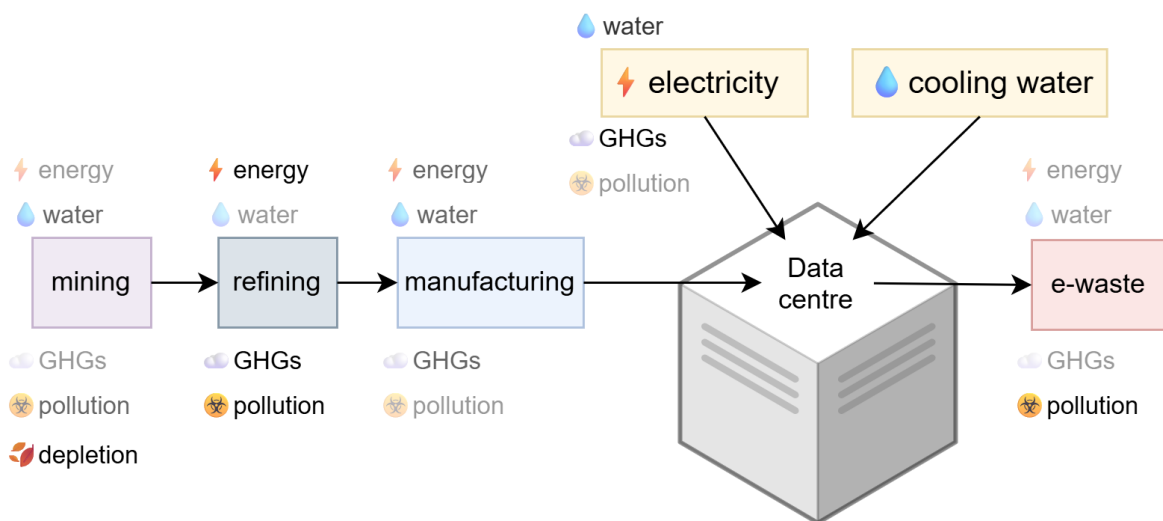 water
electricity
cooling water
GHGs
pollution
energy
water
mining
GHGs
pollution
depletion
energy
water
refining
GHGs
pollution
energy
water
manufacturing
GHGs
pollution
Data
centre
energy
water
e-waste
GHGs
pollution